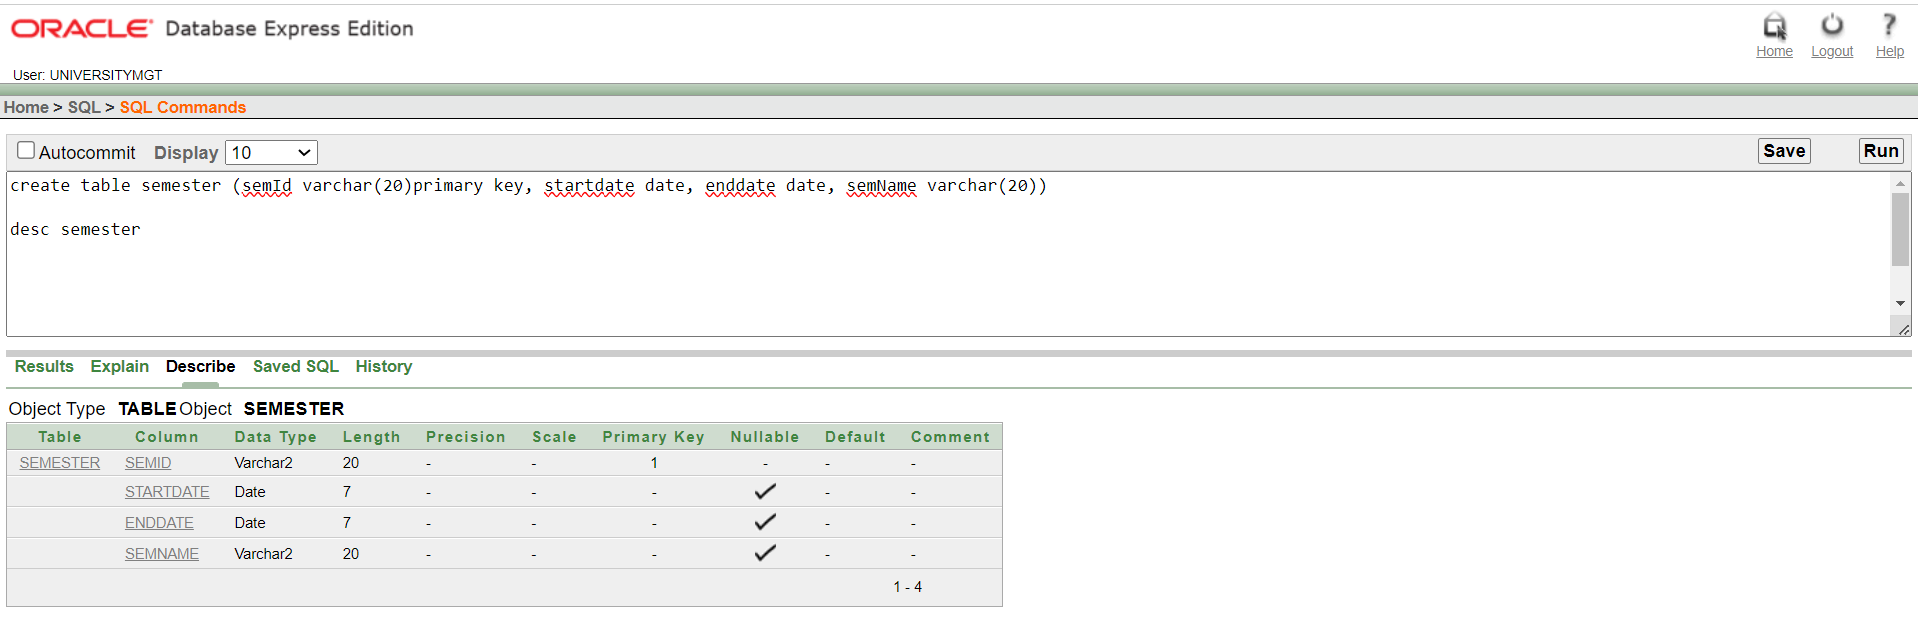 ORACLE Database Express Edition
Home Logout Help
User: UNIVERSITYMGT
Home > SQL > SQL Commands
Autocommit Display 10 Save Run
create table semester (semId varchar(20)primary key, startdate date, enddate date, semName varchar(20))
desc semester
Results Explain Describe Saved SQL History
Object Type TABLE Object SEMESTER
Table Column Data Type Length Precision Scale Primary Key Nullable Default Comment
SEMESTER SEMID Varchar2 20 - - 1 - - -
STARTDATE Date 7 - - - ✓ - -
ENDDATE Date 7 - - - ✓ - -
SEMNAME Varchar2 20 - - - ✓ - -
1 - 4